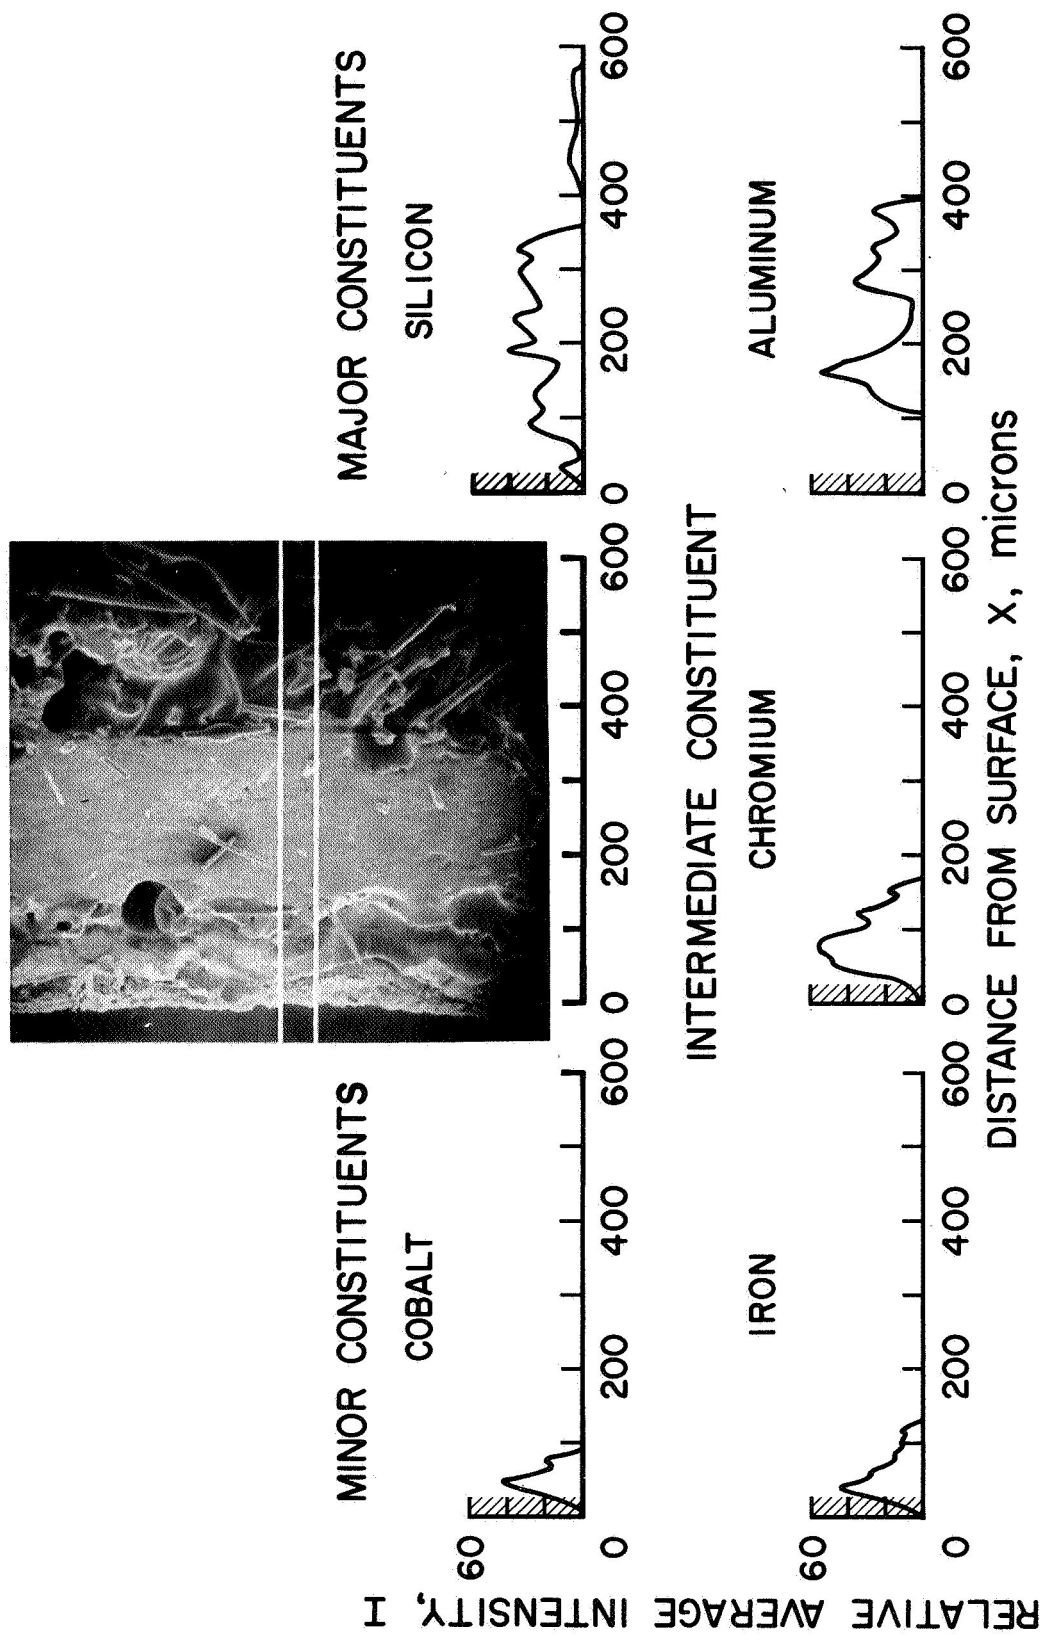 MINOR CONSTITUENTS
MAJOR CONSTITUENTS
COBALT
SILICON
60
0 200 400 600
0 200 400 600
0 200 400 600
INTERMEDIATE CONSTITUENT
IRON
CHROMIUM
ALUMINUM
60
0 200 400 600
0 200 400 600
0 200 400 600
RELATIVE AVERAGE INTENSITY, I
DISTANCE FROM SURFACE, X, microns